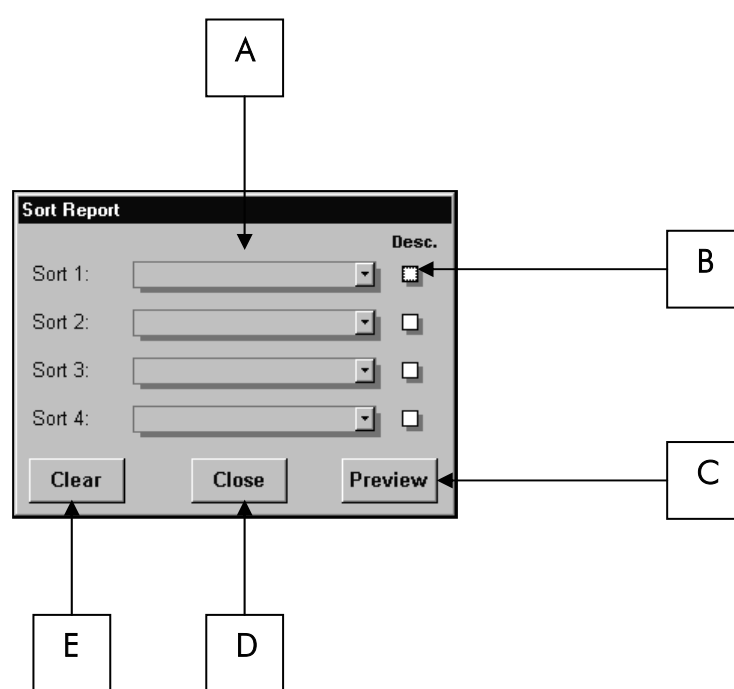 A
Sort Report
Desc.
B
Sort 1:
Sort 2:
Sort 3:
Sort 4:
Clear Close Preview
C
E D